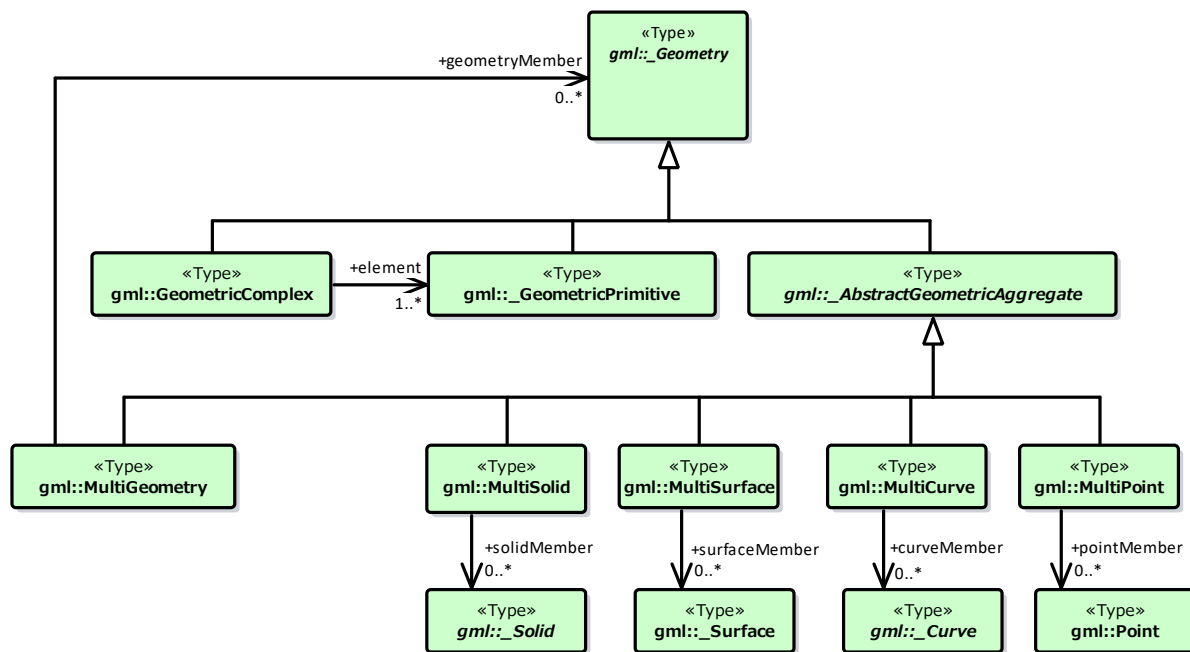 «Type»
gml::_Geometry
+geometryMember
0..*
«Type»
gml::GeometricComplex
+element
1..*
«Type»
gml::_GeometricPrimitive
«Type»
gml::_AbstractGeometricAggregate
«Type»
gml::MultiGeometry
«Type»
gml::MultiSolid
«Type»
gml::MultiSurface
«Type»
gml::MultiCurve
«Type»
gml::MultiPoint
+solidMember
0..*
+surfaceMember
0..*
+curveMember
0..*
+pointMember
0..*
«Type»
gml::_Solid
«Type»
gml::_Surface
«Type»
gml::_Curve
«Type»
gml::Point